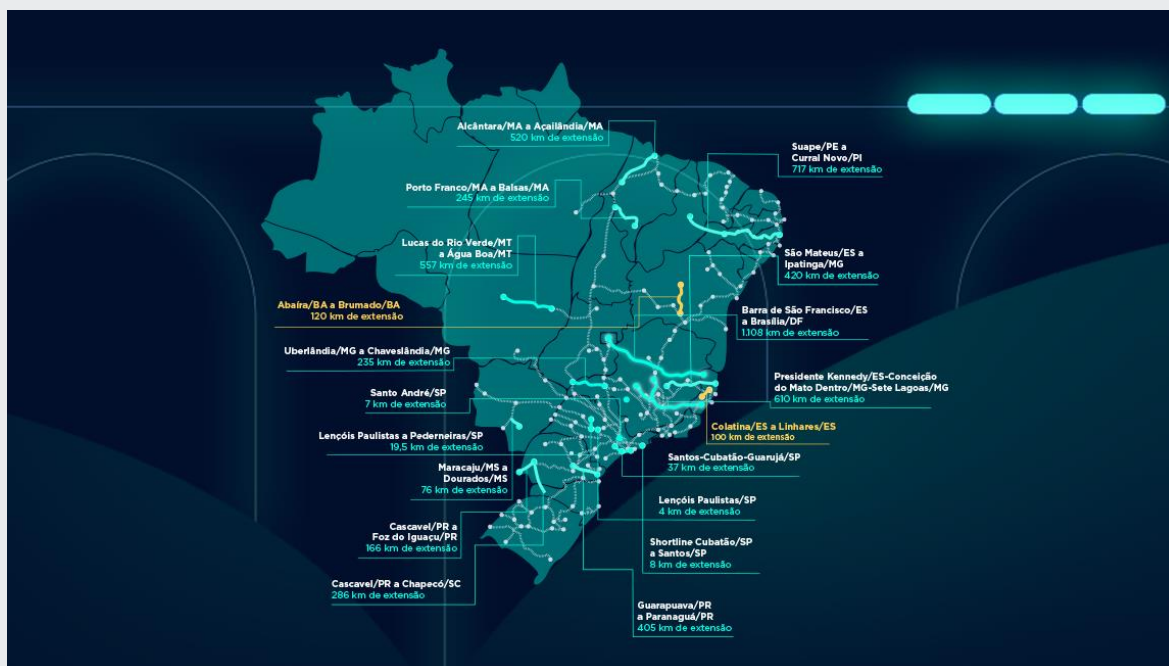 Alcântara/MA a Açailândia/MA
520 km de extensão
Suape/PE a
Curral Novo/PI
717 km de extensão
Porto Franco/MA a Balsas/MA
245 km de extensão
Lucas do Rio Verde/MT
a Água Boa/MT
557 km de extensão
São Mateus/ES a
Ipatinga/MG
420 km de extensão
Abaíra/BA a Brumado/BA
120 km de extensão
Barra de São Francisco/ES
a Brasília/DF
1.108 km de extensão
Uberlândia/MG a Chaveslândia/MG
235 km de extensão
Presidente Kennedy/ES-Conceição
do Mato Dentro/MG-Sete Lagoas/MG
610 km de extensão
Santo André/SP
7 km de extensão
Colatina/ES a Linhares/ES
100 km de extensão
Lençóis Paulistas a Pederneiras/SP
19,5 km de extensão
Santos-Cubatão-Guarujá/SP
37 km de extensão
Maracaju/MS a
Dourados/MS
76 km de extensão
Lençóis Paulistas/SP
4 km de extensão
Cascavel/PR a
Foz do Iguaçu/PR
166 km de extensão
Shortline Cubatão/SP
a Santos/SP
8 km de extensão
Cascavel/PR a Chapecó/SC
286 km de extensão
Guarapuava/PR
a Paranaguá/PR
405 km de extensão